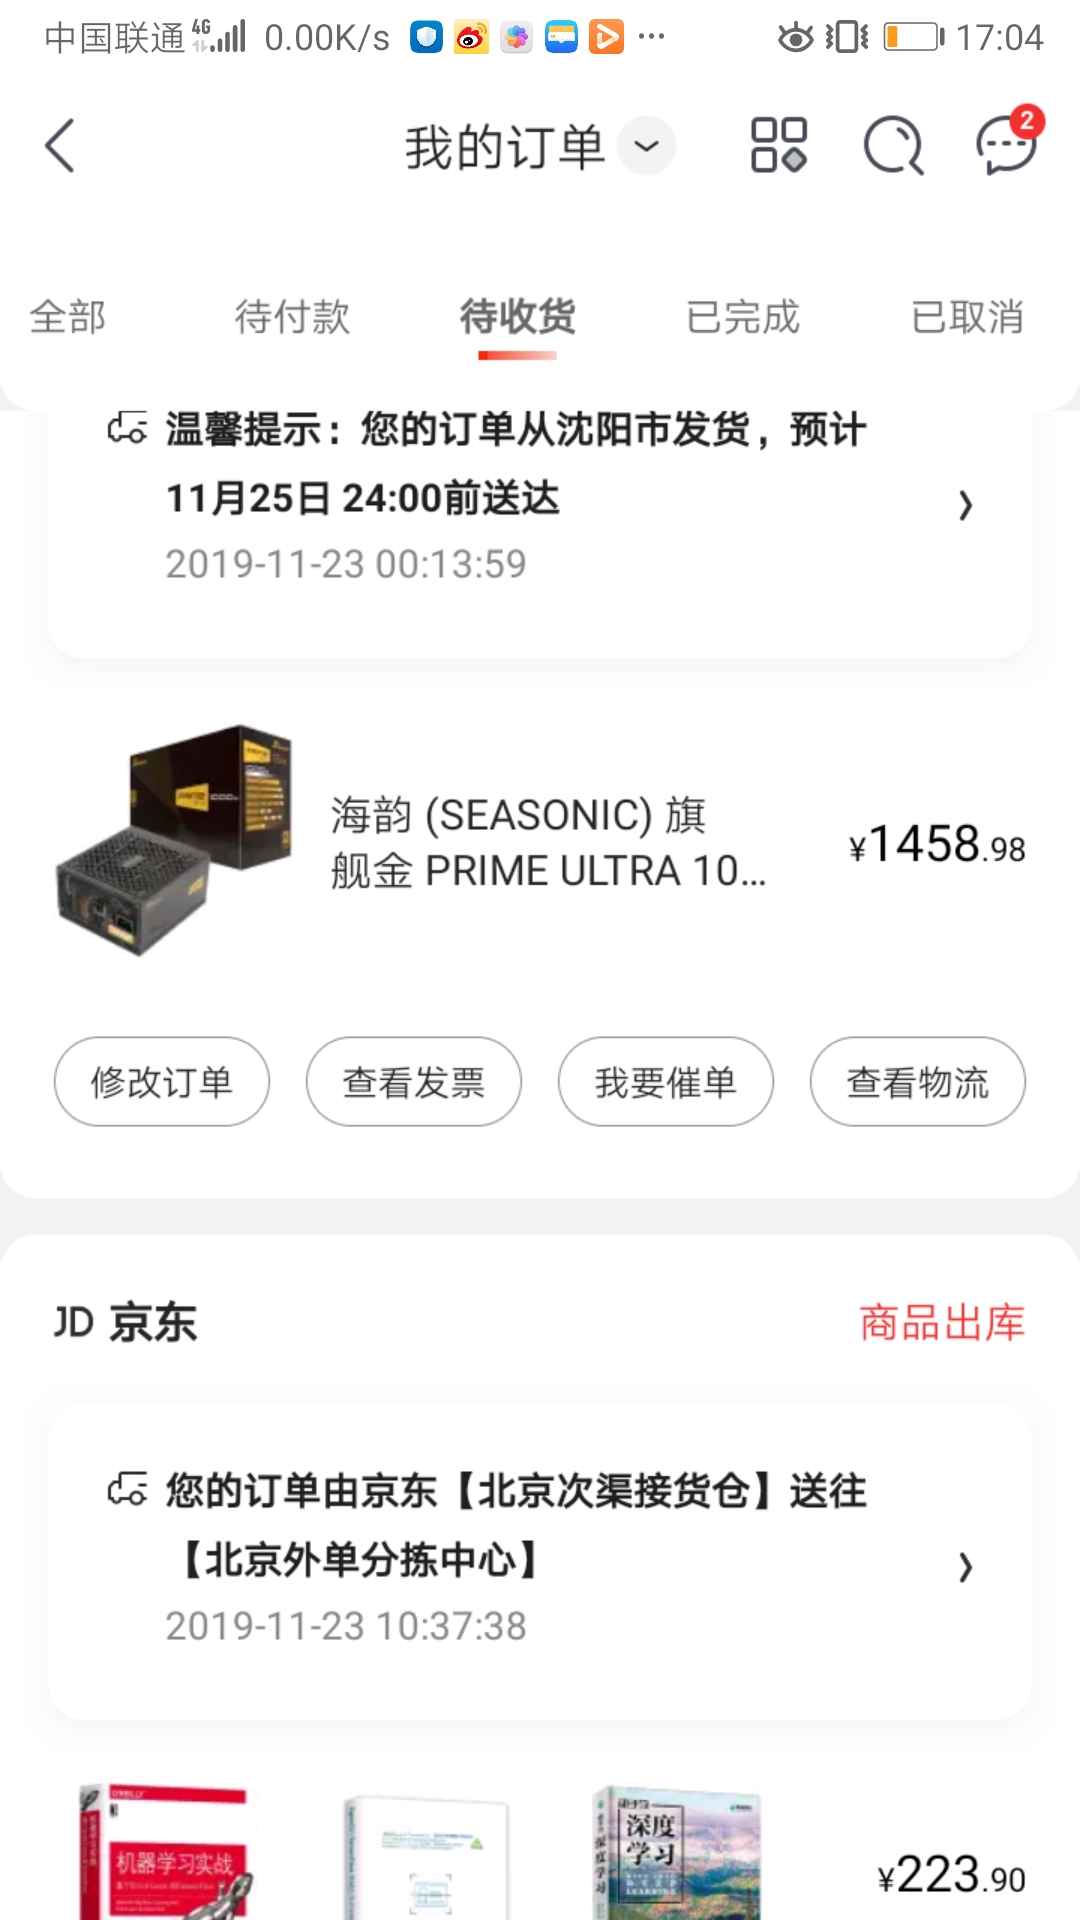 中国联通 4G 0.00K/s ··· 17:04
我的订单
2
全部 待付款 待收货 已完成 已取消
温馨提示：您的订单从沈阳市发货，预计
11月25日 24:00前送达
2019-11-23 00:13:59
海韵 (SEASONIC) 旗
舰金 PRIME ULTRA 10...
¥1458.98
修改订单 查看发票 我要催单 查看物流
JD 京东 商品出库
您的订单由京东【北京次渠接货仓】送往
【北京外单分拣中心】
2019-11-23 10:37:38
O'REILLY
机器学习实战
深度
学习
LEARNING
¥223.90